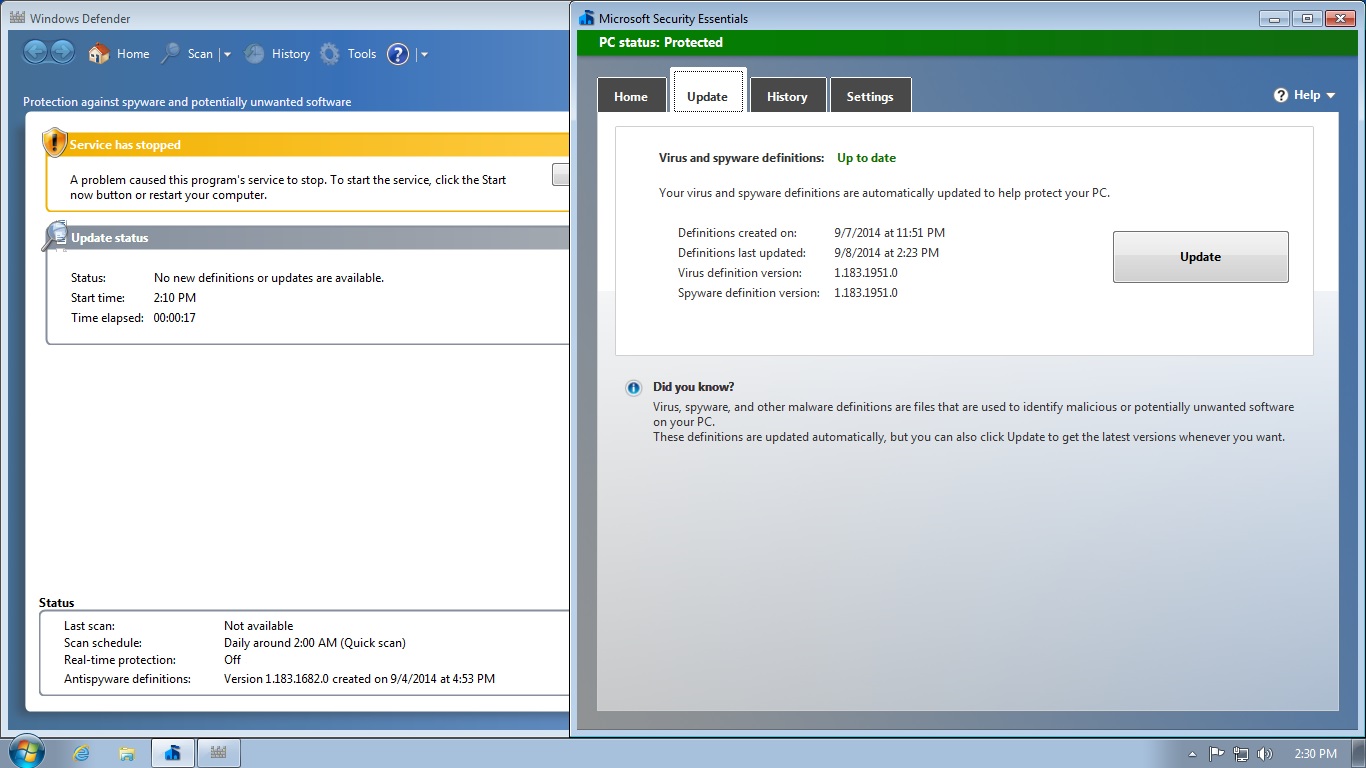 Windows Defender
Home
Scan
History
Tools
?
Protection against spyware and potentially unwanted software
Service has stopped
A problem caused this program's service to stop. To start the service, click the Start
now button or restart your computer.
Update status
Status: No new definitions or updates are available.
Start time: 2:10 PM
Time elapsed: 00:00:17
Status
Last scan: Not available
Scan schedule: Daily around 2:00 AM (Quick scan)
Real-time protection: Off
Antispyware definitions: Version 1.183.1682.0 created on 9/4/2014 at 4:53 PM
Microsoft Security Essentials
PC status: Protected
Home
Update
History
Settings
? Help
Virus and spyware definitions: Up to date
Your virus and spyware definitions are automatically updated to help protect your PC.
Definitions created on: 9/7/2014 at 11:51 PM
Definitions last updated: 9/8/2014 at 2:23 PM
Virus definition version: 1.183.1951.0
Spyware definition version: 1.183.1951.0
Update
Did you know?
Virus, spyware, and other malware definitions are files that are used to identify malicious or potentially unwanted software
on your PC.
These definitions are updated automatically, but you can also click Update to get the latest versions whenever you want.
2:30 PM